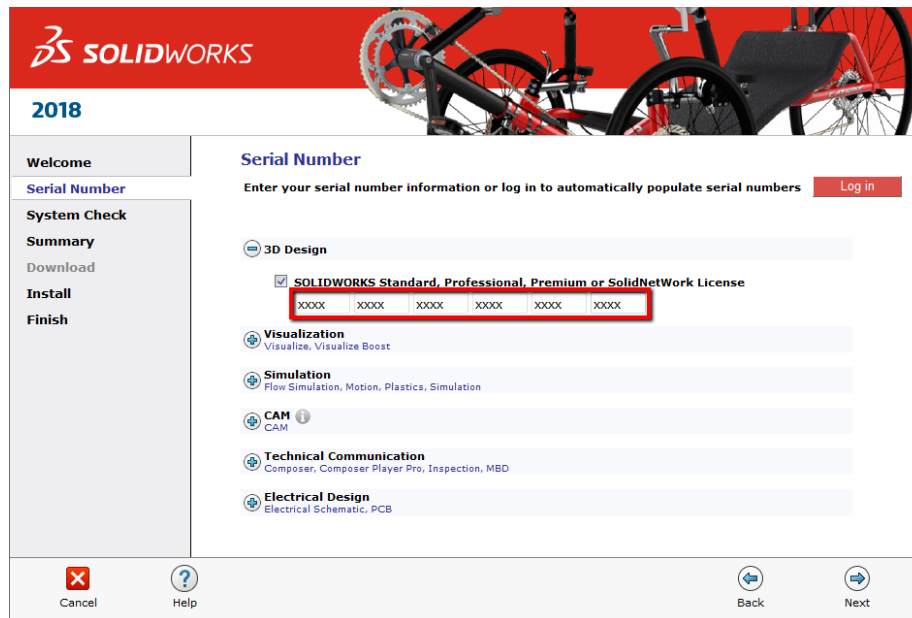 3S SOLIDWORKS
2018
Welcome
Serial Number
System Check
Summary
Download
Install
Finish
Serial Number
Enter your serial number information or log in to automatically populate serial numbers
Log in
3D Design
SOLIDWORKS Standard, Professional, Premium or SolidNetWork License
xxxx xxxx xxxx xxxx xxxx xxxx
Visualization
Visualize, Visualize Boost
Simulation
Flow Simulation, Motion, Plastics, Simulation
CAM
CAM
Technical Communication
Composer, Composer Player Pro, Inspection, MBD
Electrical Design
Electrical Schematic, PCB
Cancel
Help
Back
Next